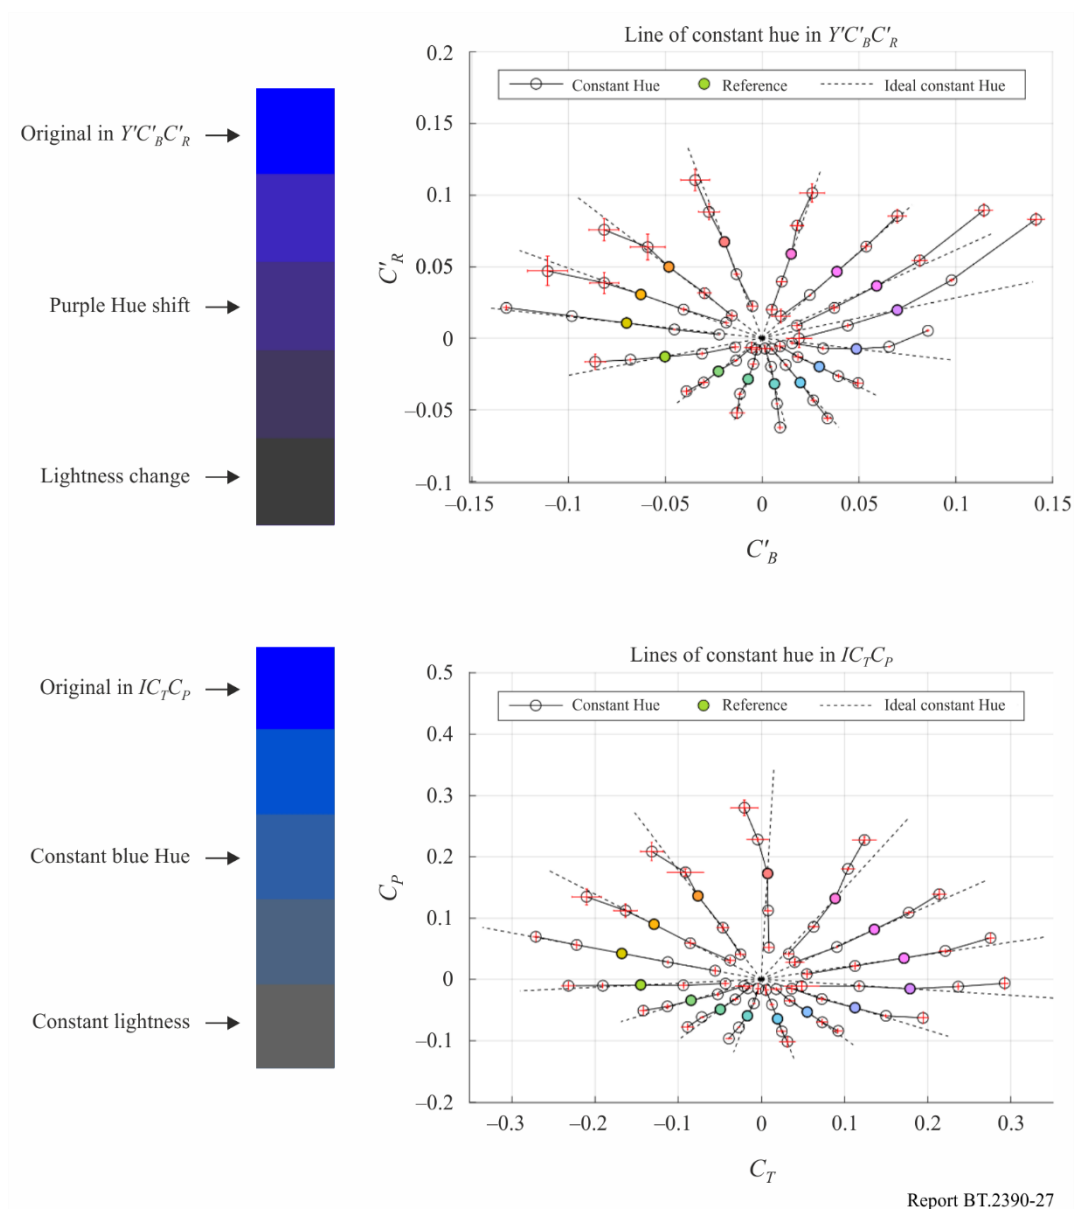 Line of constant hue in Y'C'BC'R
Original in Y'C'BC'R
Purple Hue shift
Lightness change
Constant Hue
Reference
Ideal constant Hue
C'R
0.2
0.15
0.1
0.05
0
–0.05
–0.1
–0.15
–0.1
–0.05
0
0.05
0.1
0.15
C'B
Lines of constant hue in ICTCP
Original in ICTCP
Constant blue Hue
Constant lightness
Constant Hue
Reference
Ideal constant Hue
CP
0.5
0.4
0.3
0.2
0.1
0
–0.1
–0.2
–0.3
–0.2
–0.1
0
0.1
0.2
0.3
CT
Report BT.2390-27